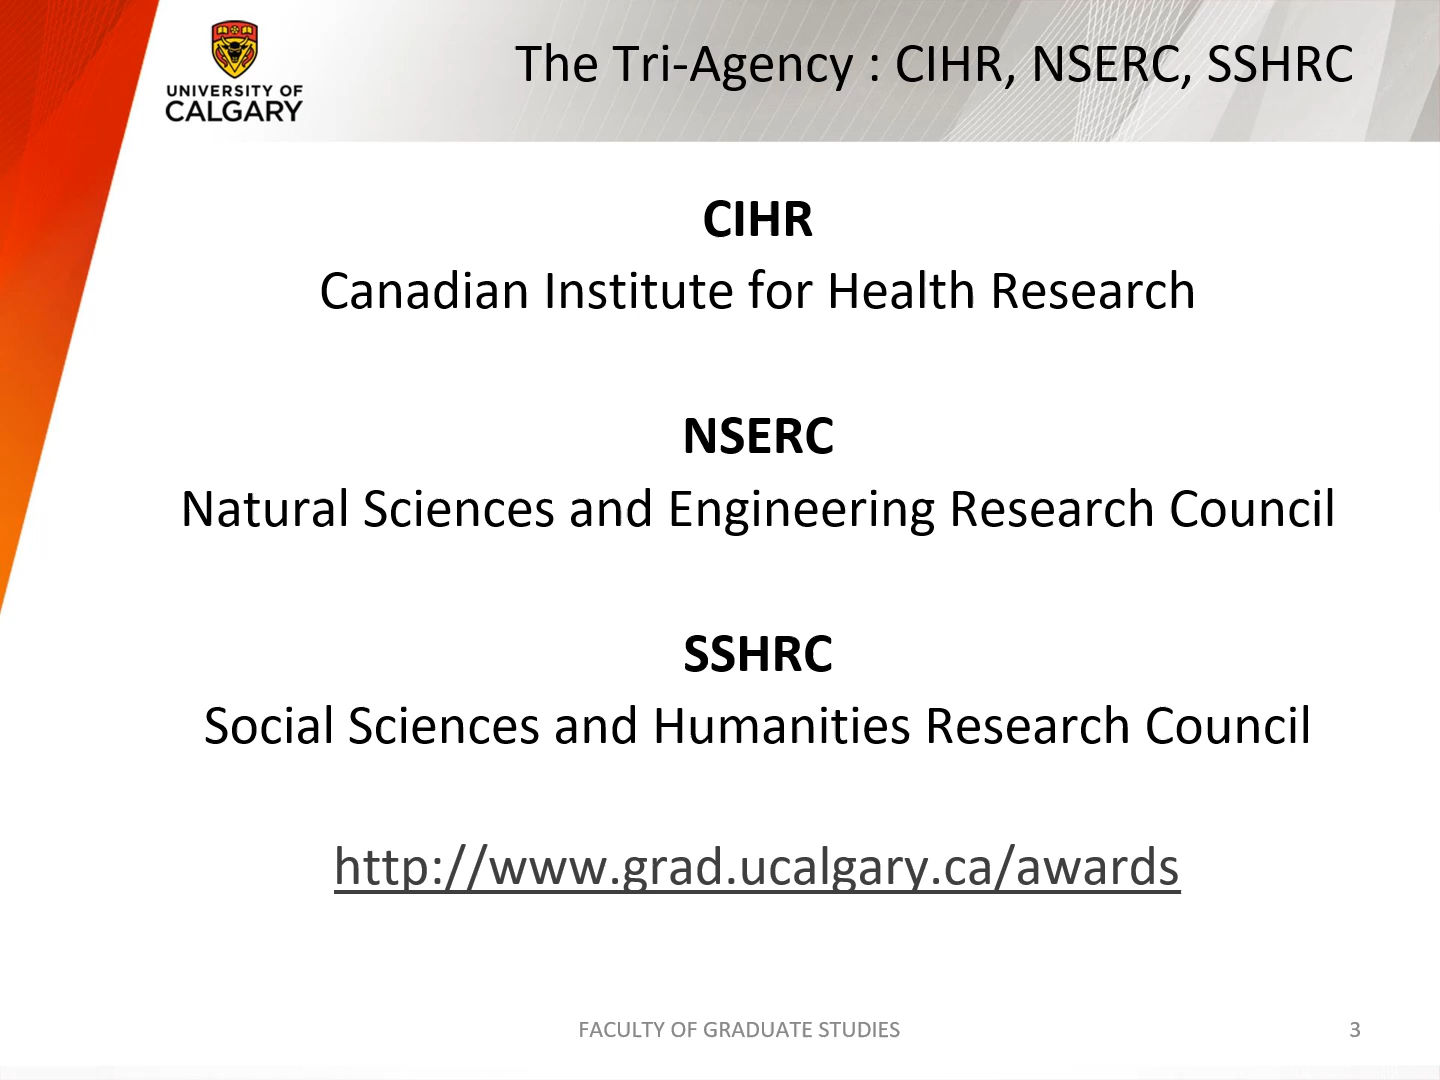 UNIVERSITY OF
CALGARY
The Tri-Agency : CIHR, NSERC, SSHRC
CIHR
Canadian Institute for Health Research
NSERC
Natural Sciences and Engineering Research Council
SSHRC
Social Sciences and Humanities Research Council
http://www.grad.ucalgary.ca/awards
FACULTY OF GRADUATE STUDIES
3